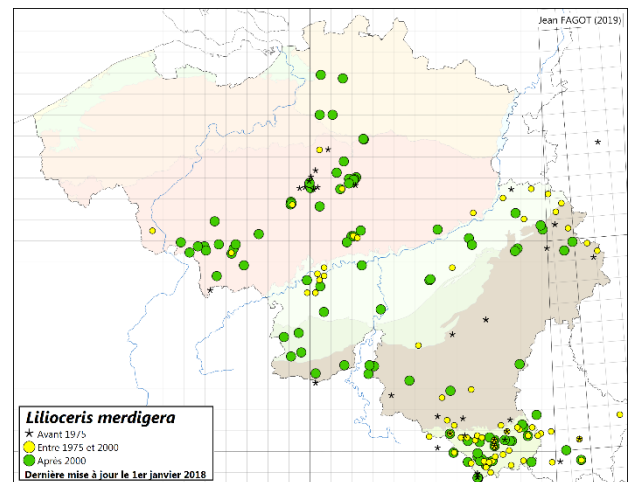 Jean FAGOT (2019)
Lilioceris merdigera
Avant 1975
Entre 1975 et 2000
Après 2000
Dernière mise à jour le 1er janvier 2018